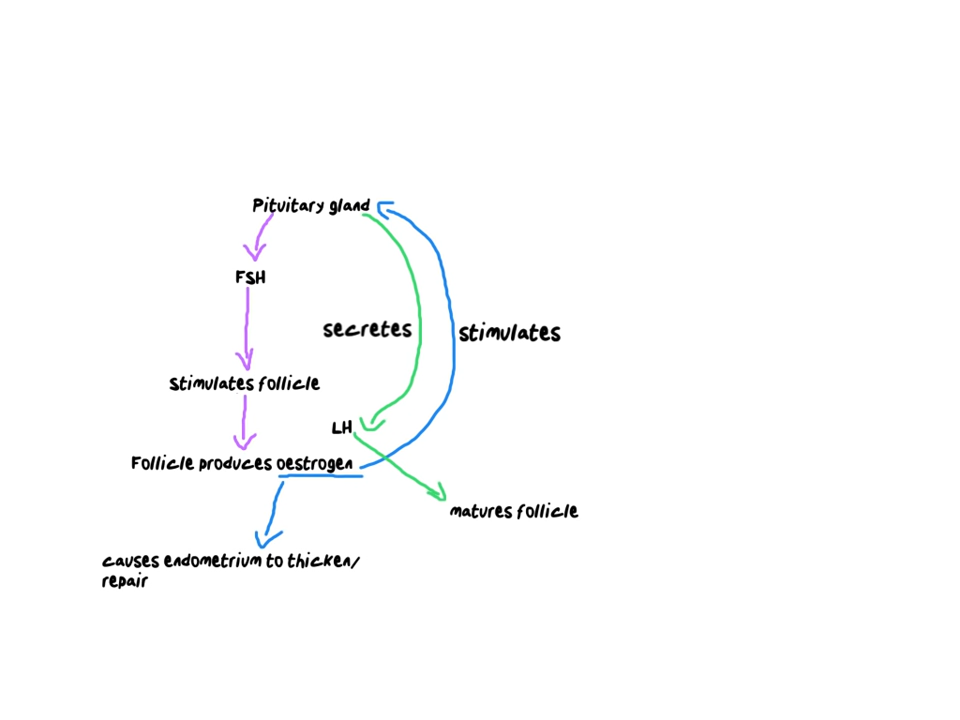 Pituitary gland
FSH
secretes
stimulates
Stimulates follicle
LH
Follicle produces oestrogen
matures follicle
causes endometrium to thicken/
repair